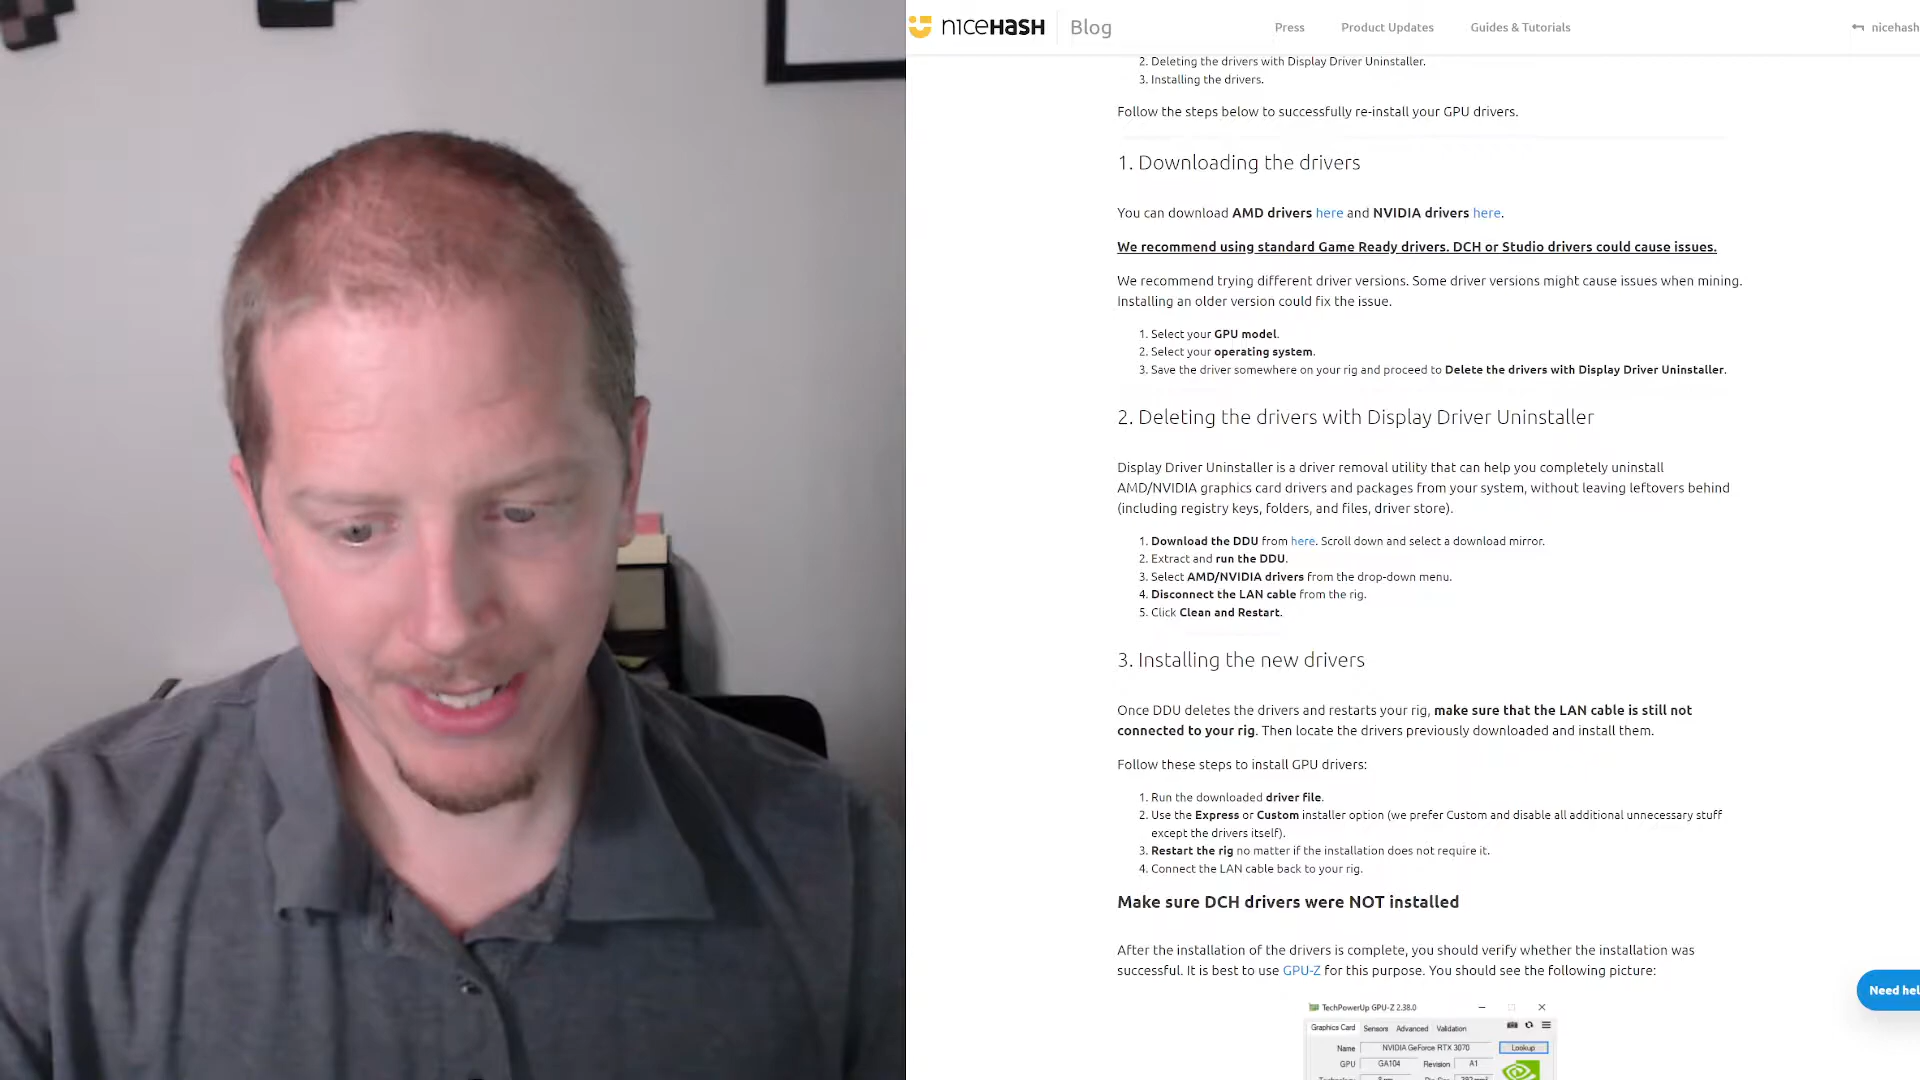 niceHASH
Blog
Press
Product Updates
Guides & Tutorials
nicehash
2. Deleting the drivers with Display Driver Uninstaller.
3. Installing the drivers.
Follow the steps below to successfully re-install your GPU drivers.
1. Downloading the drivers
You can download AMD drivers here and NVIDIA drivers here.
We recommend using standard Game Ready drivers. DCH or Studio drivers could cause issues.
We recommend trying different driver versions. Some driver versions might cause issues when mining.
Installing an older version could fix the issue.
1. Select your GPU model.
2. Select your operating system.
3. Save the driver somewhere on your rig and proceed to Delete the drivers with Display Driver Uninstaller.
2. Deleting the drivers with Display Driver Uninstaller
Display Driver Uninstaller is a driver removal utility that can help you completely uninstall
AMD/NVIDIA graphics card drivers and packages from your system, without leaving leftovers behind
(including registry keys, folders, and files, driver store).
1. Download the DDU from here. Scroll down and select a download mirror.
2. Extract and run the DDU.
3. Select AMD/NVIDIA drivers from the drop-down menu.
4. Disconnect the LAN cable from the rig.
5. Click Clean and Restart.
3. Installing the new drivers
Once DDU deletes the drivers and restarts your rig, make sure that the LAN cable is still not
connected to your rig. Then locate the drivers previously downloaded and install them.
Follow these steps to install GPU drivers:
1. Run the downloaded driver file.
2. Use the Express or Custom installer option (we prefer Custom and disable all additional unnecessary stuff
except the drivers itself).
3. Restart the rig no matter if the installation does not require it.
4. Connect the LAN cable back to your rig.
Make sure DCH drivers were NOT installed
After the installation of the drivers is complete, you should verify whether the installation was
successful. It is best to use GPU-Z for this purpose. You should see the following picture:
Need hel
TechPowerUp GPU-Z 2.38.0
Graphics Card Sensors Advanced Validation
Name NVIDIA GeForce RTX 3070 Lookup
GPU GA104 Revision A1